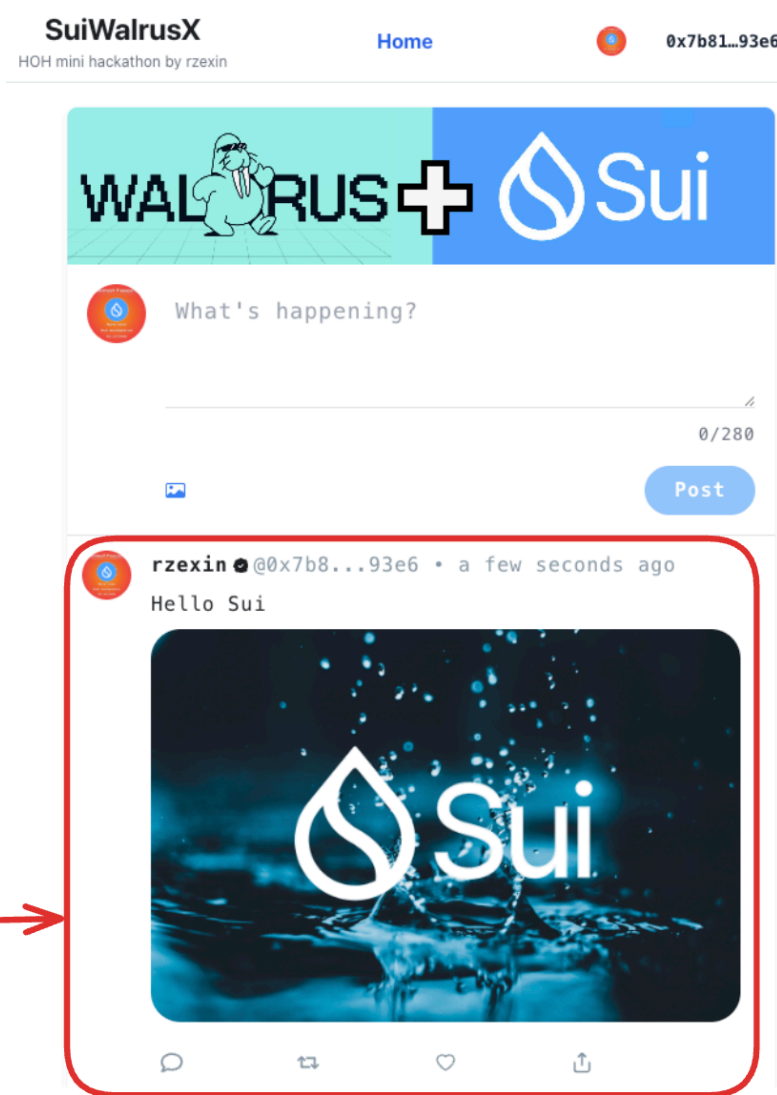 SuiWalrusX
HOH mini hackathon by rzexin
Home
0x7b81…93e6
WALRUS
Sui
What's happening?
0/280
Post
rzexin @0x7b8...93e6 • a few seconds ago
Hello Sui
Sui